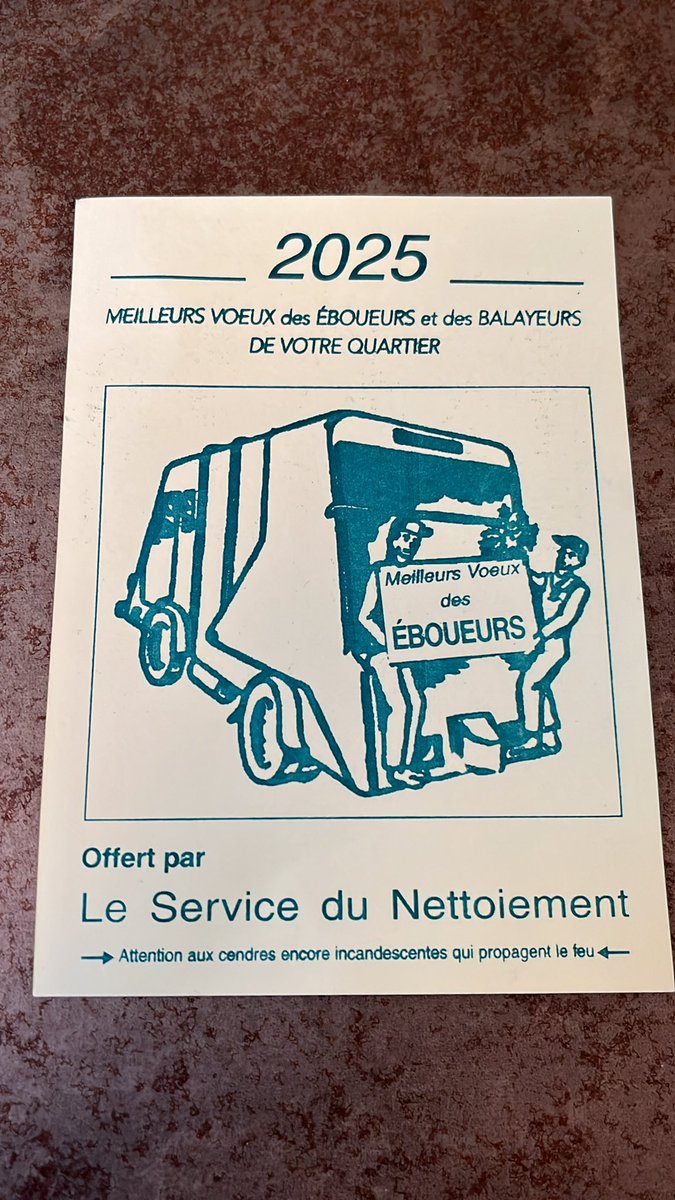 2025
MEILLEURS VOEUX des ÉBOUEURS et des BALAYEURS
DE VOTRE QUARTIER
Meilleurs Voeux
des
ÉBOUEURS
Offert par
Le Service du Nettoiement
→ Attention aux cendres encore incandescentes qui propagent le feu ←